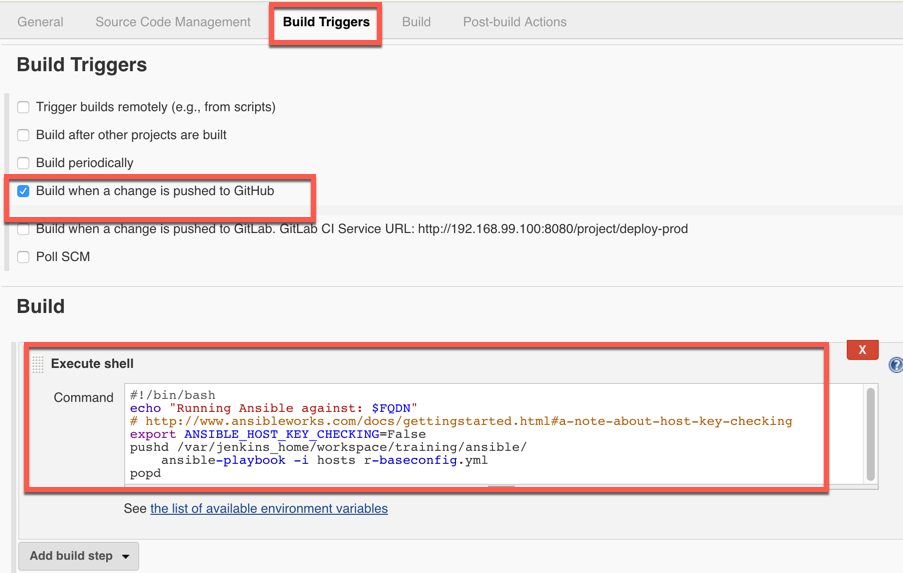 General Source Code Management Build Triggers Build Post-build Actions
Build Triggers
Trigger builds remotely (e.g., from scripts)
Build after other projects are built
Build periodically
Build when a change is pushed to GitHub
Build when a change is pushed to GitLab. GitLab CI Service URL: http://192.168.99.100:8080/project/deploy-prod
Poll SCM
Build
X
Execute shell
?
Command
#!/bin/bash
echo "Running Ansible against: $FQDN"
# http://www.ansibleworks.com/docs/gettingstarted.html#a-note-about-host-key-checking
export ANSIBLE_HOST_KEY_CHECKING=False
pushd /var/jenkins_home/workspace/training/ansible/
    ansible-playbook -i hosts r-baseconfig.yml
popd
See the list of available environment variables
Add build step